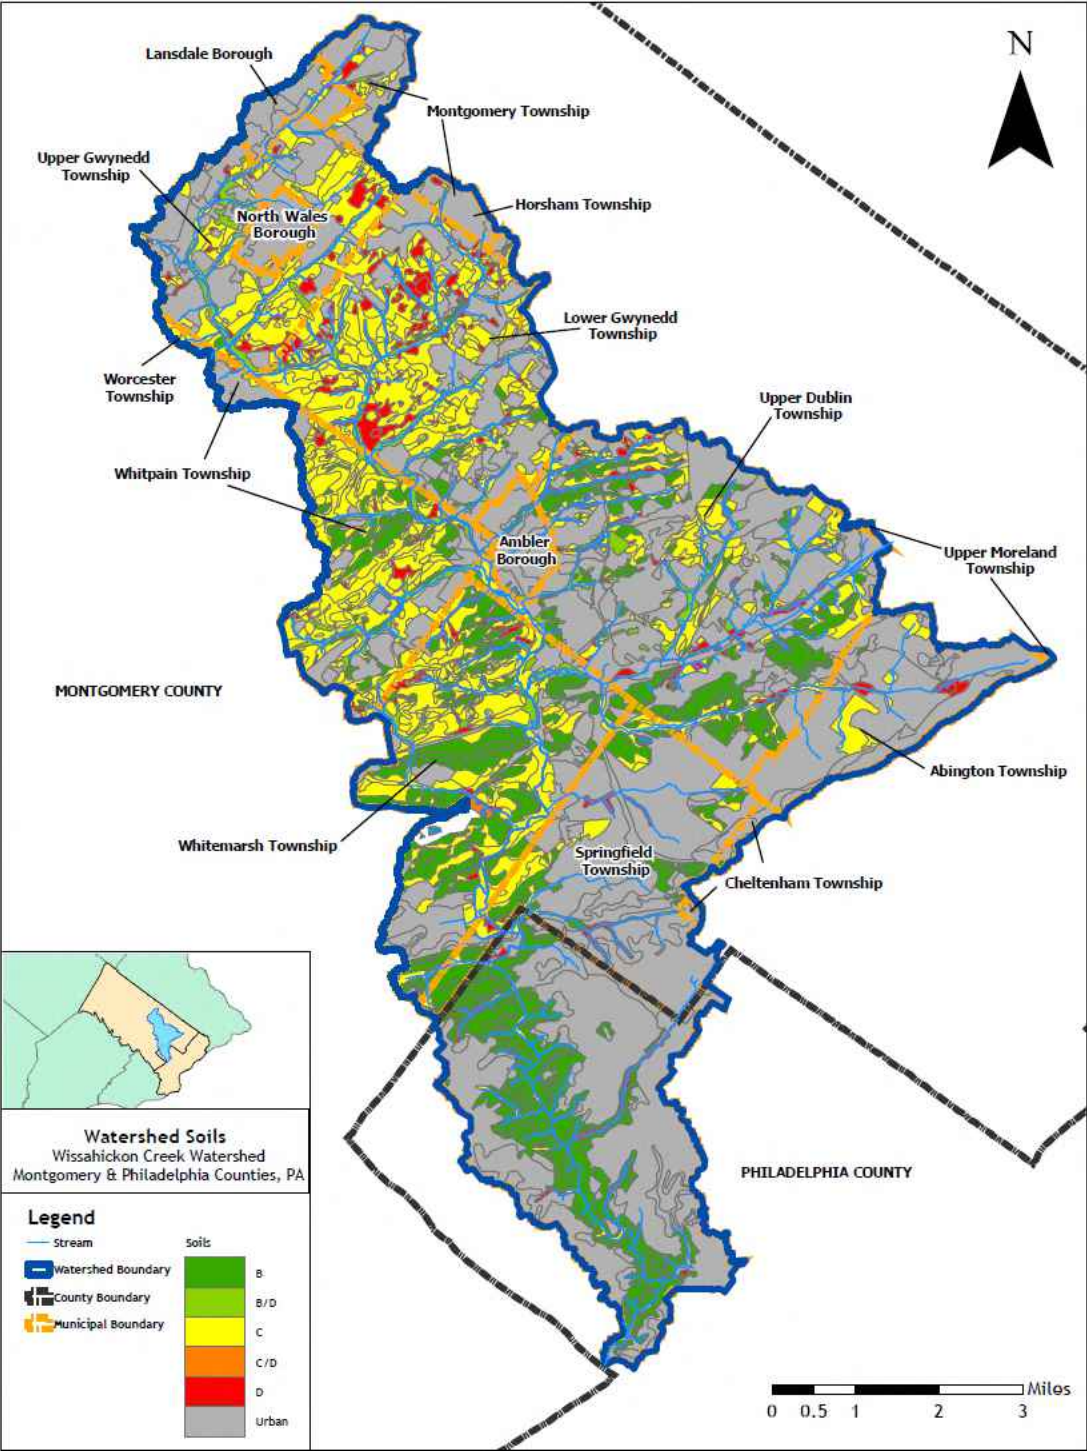 N
Lansdale Borough
Montgomery Township
Upper Gwynedd
Township
Horsham Township
North Wales
Borough
Lower Gwynedd
Township
Worcester
Township
Upper Dublin
Township
Whitpain Township
Ambler
Borough
Upper Moreland
Township
MONTGOMERY COUNTY
Abington Township
Whitemarsh Township
Springfield
Township
Cheltenham Township
PHILADELPHIA COUNTY
Watershed Soils
Wissahickon Creek Watershed
Montgomery & Philadelphia Counties, PA
Legend
Stream
Watershed Boundary
County Boundary
Municipal Boundary
Soils
B
B/D
C
C/D
D
Urban
Miles
0 0.5 1 2 3